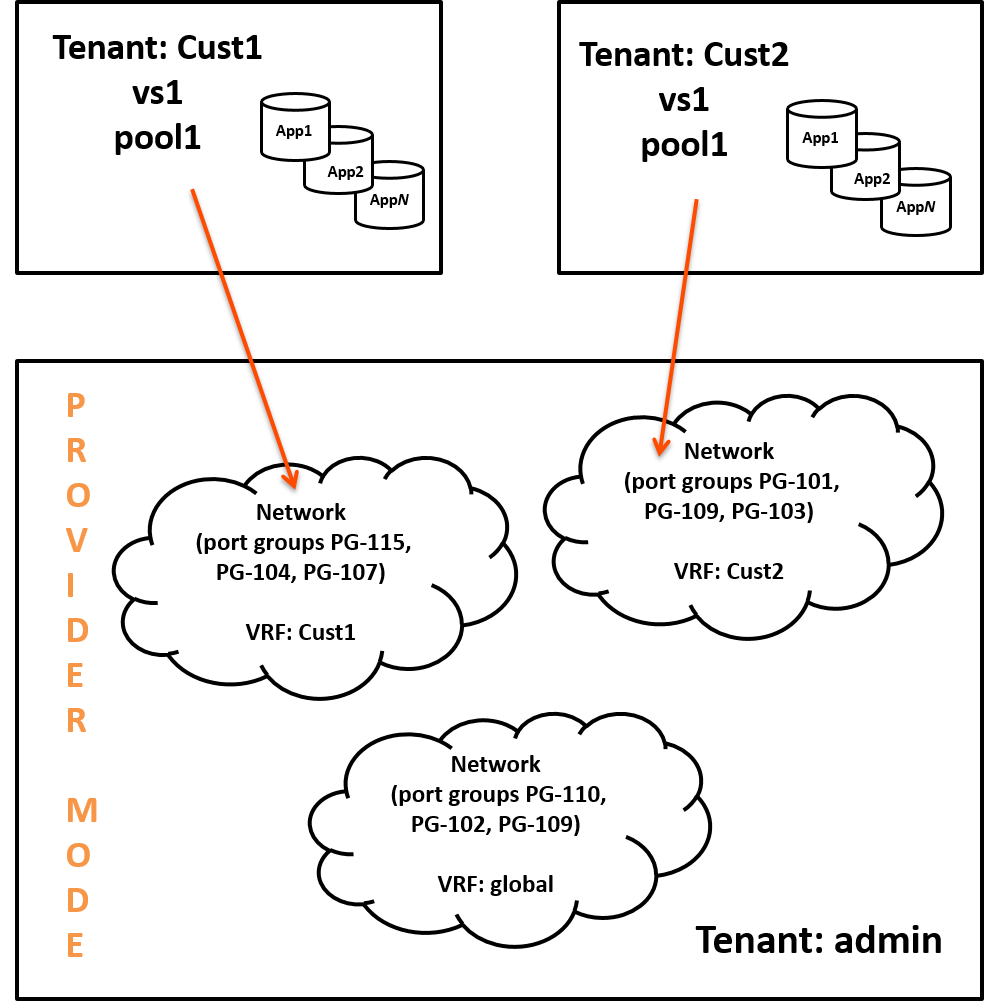 Tenant: Cust1
vs1
pool1
App1
App2
AppN
Tenant: Cust2
vs1
pool1
App1
App2
AppN
PROVIDER MODE
Network
(port groups PG-115,
PG-104, PG-107)
VRF: Cust1
Network
(port groups PG-101,
PG-109, PG-103)
VRF: Cust2
Network
(port groups PG-110,
PG-102, PG-109)
VRF: global
Tenant: admin